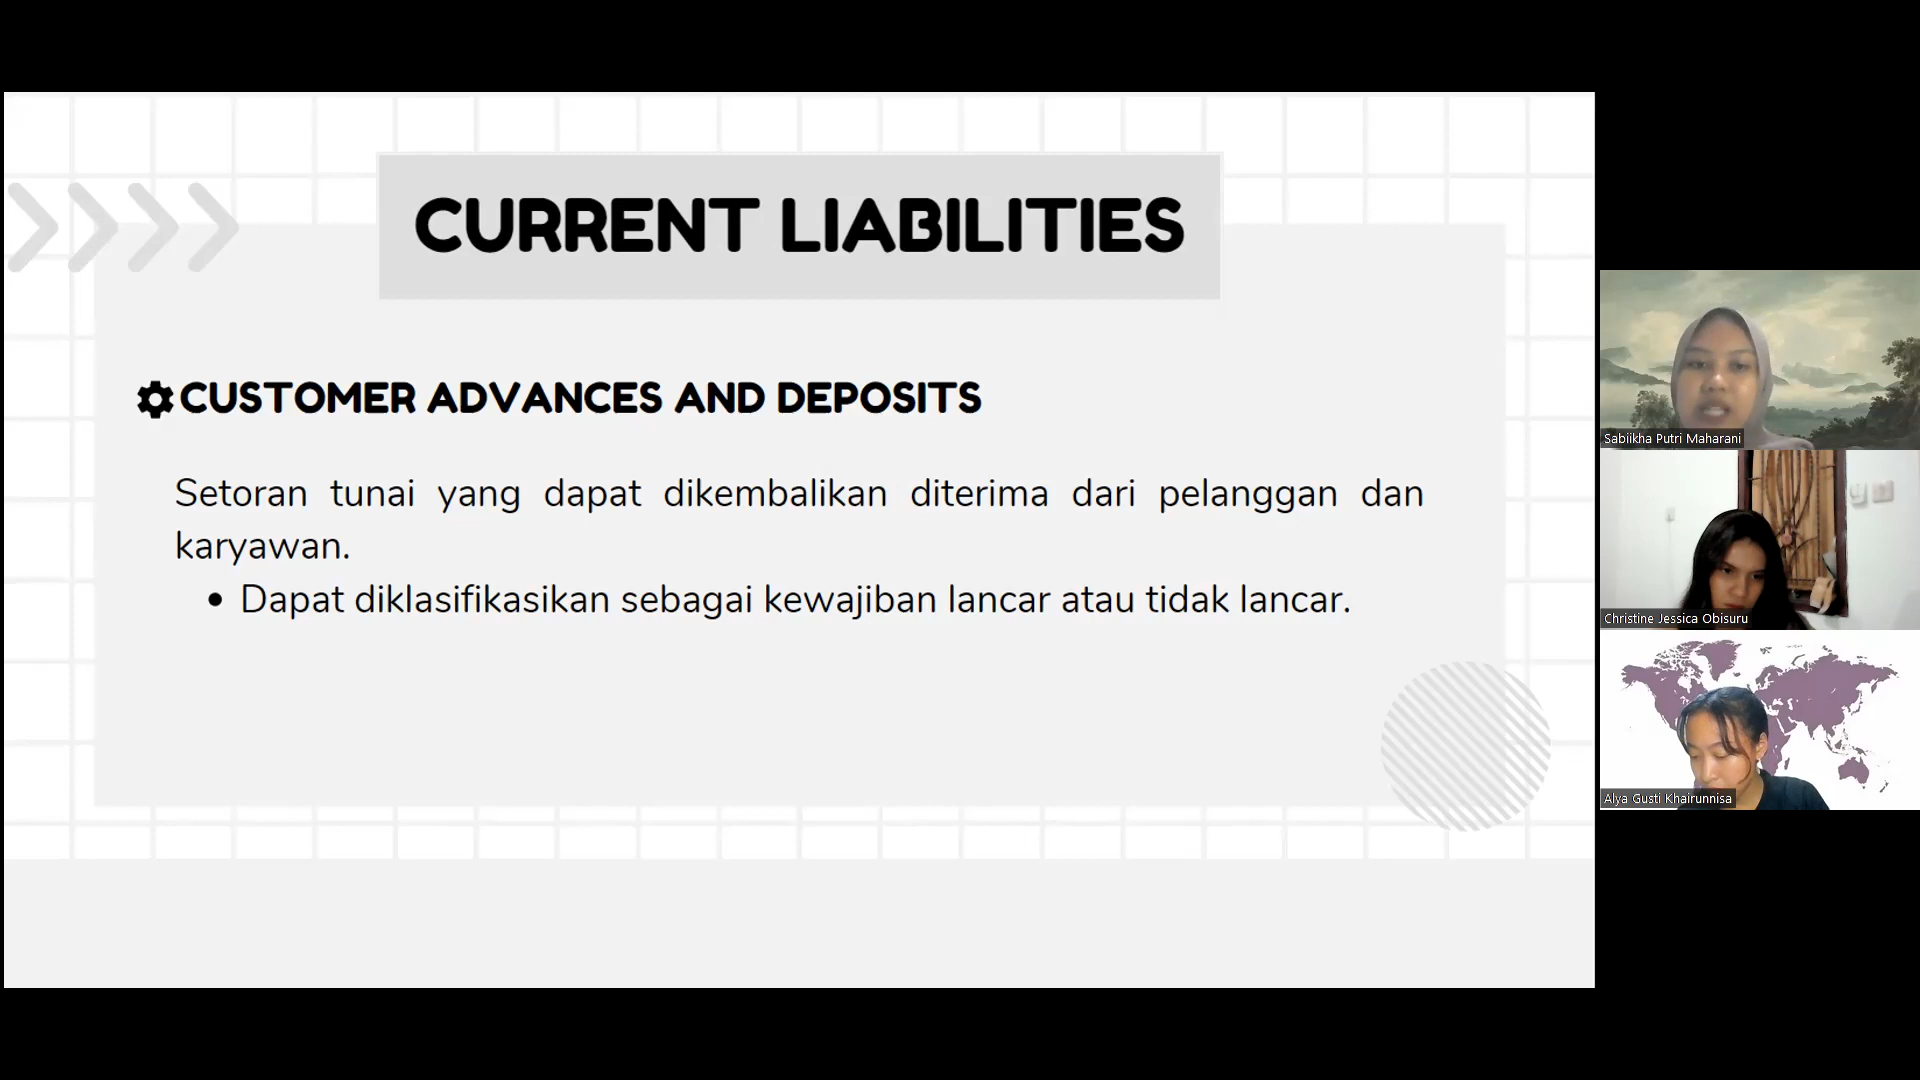 CURRENT LIABILITIES
CUSTOMER ADVANCES AND DEPOSITS
Setoran tunai yang dapat dikembalikan diterima dari pelanggan dan
karyawan.
• Dapat diklasifikasikan sebagai kewajiban lancar atau tidak lancar.
Sabiikha Putri Maharani
Christine Jessica Obisuru
Alya Gusti Khairunnisa